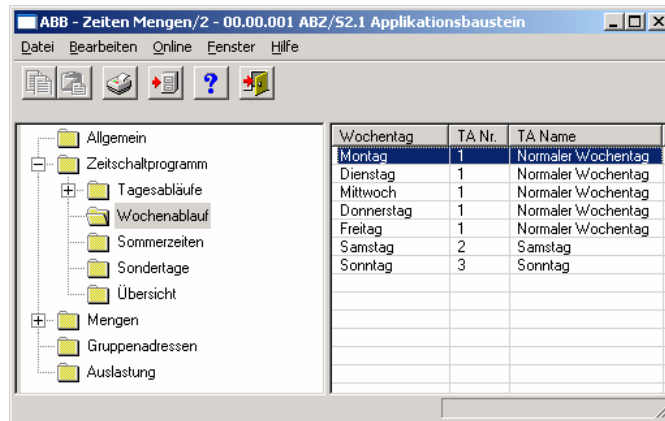 ABB - Zeiten Mengen/2 - 00.00.001 ABZ/S2.1 Applikationsbaustein
Datei Bearbeiten Online Fenster Hilfe
Allgemein
Zeitschaltprogramm
Tagesabläufe
Wochenablauf
Sommerzeiten
Sondertage
Übersicht
Mengen
Gruppenadressen
Auslastung
Wochentag TA Nr. TA Name
Montag 1 Normaler Wochentag
Dienstag 1 Normaler Wochentag
Mittwoch 1 Normaler Wochentag
Donnerstag 1 Normaler Wochentag
Freitag 1 Normaler Wochentag
Samstag 2 Samstag
Sonntag 3 Sonntag